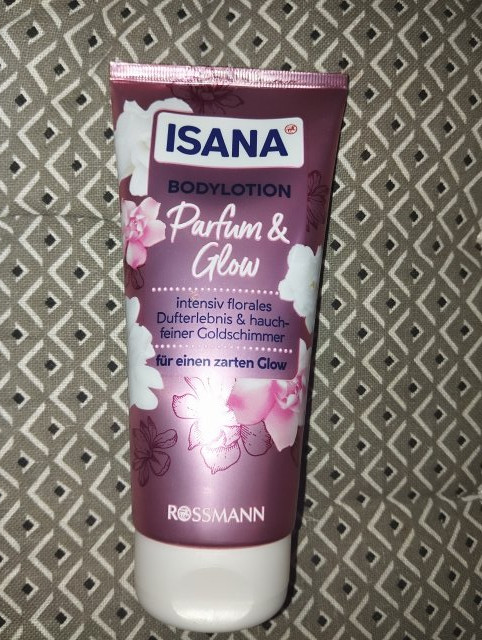 ISANA
BODYLOTION
Parfum &
Glow
intensiv florales
Dufterlebnis & hauch-
feiner Goldschimmer
für einen zarten Glow
ROSSMANN